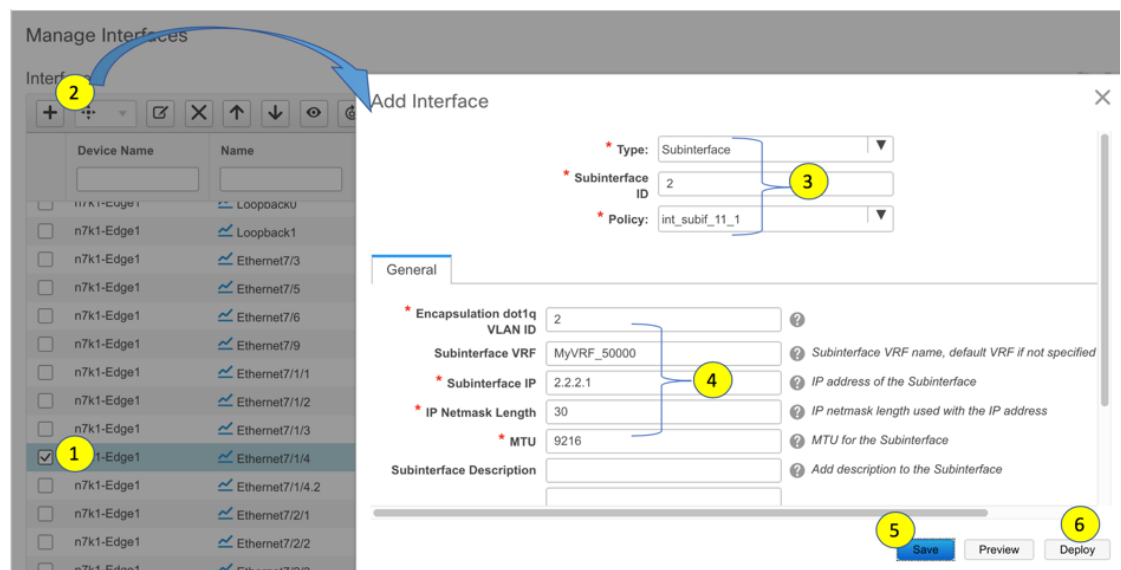 Manage Interfaces
2
Add Interface
Device Name
Name
* Type:
Subinterface
* Subinterface
ID
2
3
* Policy:
int_subif_11_1
n7k1-Edge1
Loopback0
n7k1-Edge1
Loopback1
n7k1-Edge1
Ethernet7/3
n7k1-Edge1
Ethernet7/5
n7k1-Edge1
Ethernet7/6
n7k1-Edge1
Ethernet7/9
n7k1-Edge1
Ethernet7/1/1
n7k1-Edge1
Ethernet7/1/2
n7k1-Edge1
Ethernet7/1/3
1
k1-Edge1
Ethernet7/1/4
n7k1-Edge1
Ethernet7/1/4.2
n7k1-Edge1
Ethernet7/2/1
n7k1-Edge1
Ethernet7/2/2
General
* Encapsulation dot1q
VLAN ID
2
?
Subinterface VRF
MyVRF_50000
? Subinterface VRF name, default VRF if not specified
* Subinterface IP
2.2.2.1
4
? IP address of the Subinterface
* IP Netmask Length
30
? IP netmask length used with the IP address
* MTU
9216
? MTU for the Subinterface
Subinterface Description
? Add description to the Subinterface
5
6
Save
Preview
Deploy